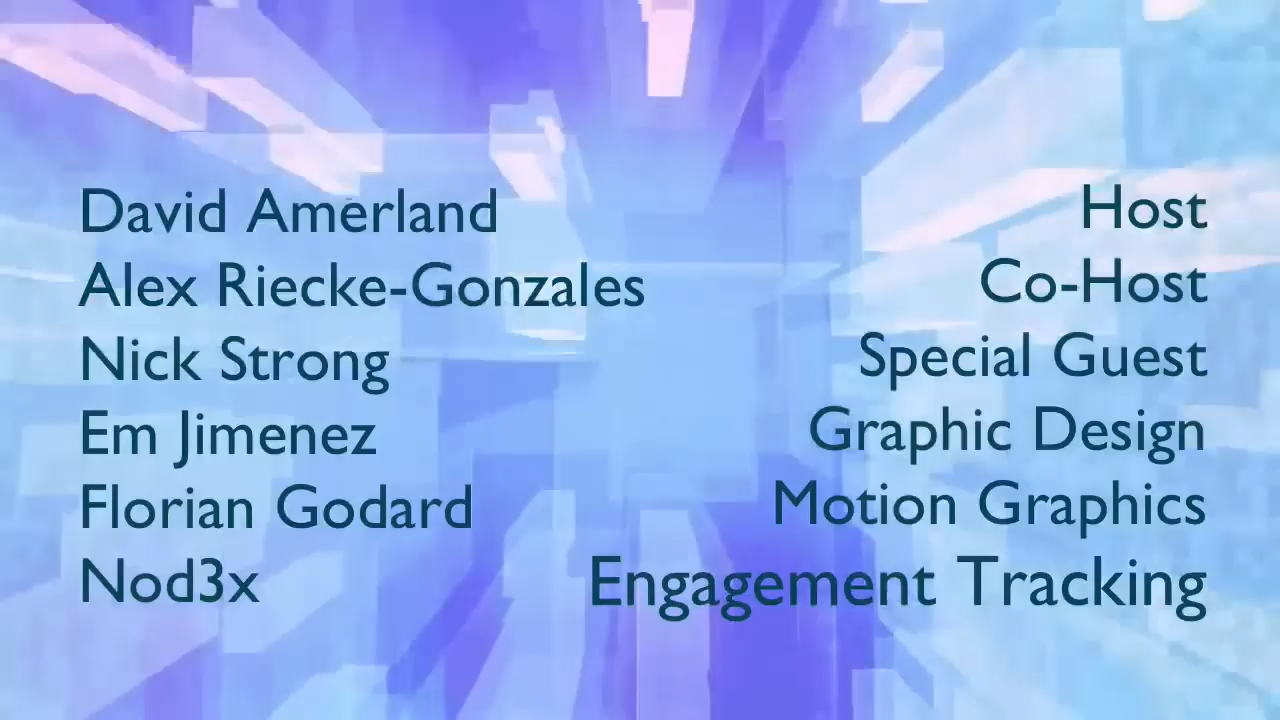 David Amerland Host
Alex Riecke-Gonzales Co-Host
Nick Strong Special Guest
Em Jimenez Graphic Design
Florian Godard Motion Graphics
Nod3x Engagement Tracking